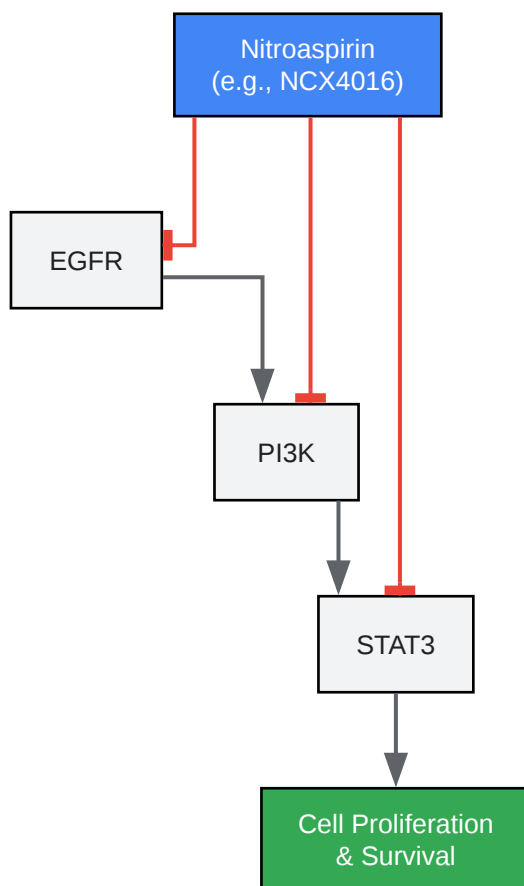 Nitroaspirin
(e.g., NCX4016)
EGFR
PI3K
STAT3
Cell Proliferation
& Survival